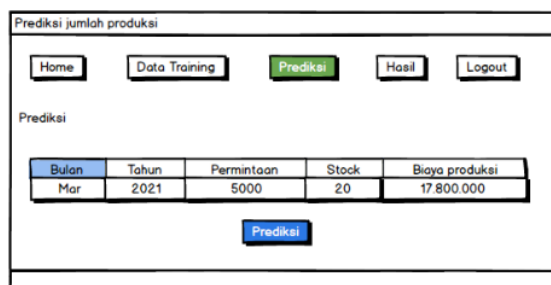 Prediksi jumlah produksi
Home Data Training Prediksi Hasil Logout
Prediksi
Bulan Tahun Permintaan Stock Biaya produksi
Mar 2021 5000 20 17.800.000
Prediksi